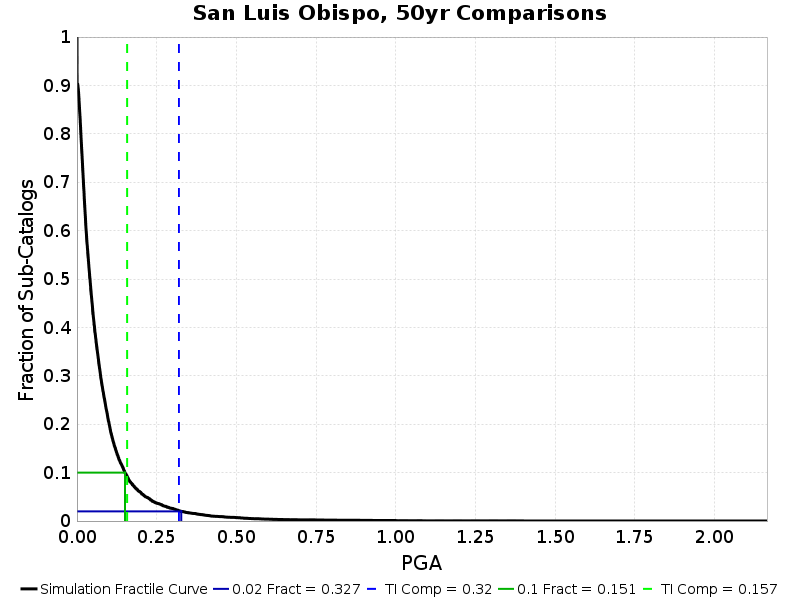 San Luis Obispo, 50yr Comparisons
Fraction of Sub-Catalogs
1
0.9
0.8
0.7
0.6
0.5
0.4
0.3
0.2
0.1
0
0.00 0.25 0.50 0.75 1.00 1.25 1.50 1.75 2.00
PGA
Simulation Fractile Curve 0.02 Fract = 0.327 TI Comp = 0.32 0.1 Fract = 0.151 TI Comp = 0.157